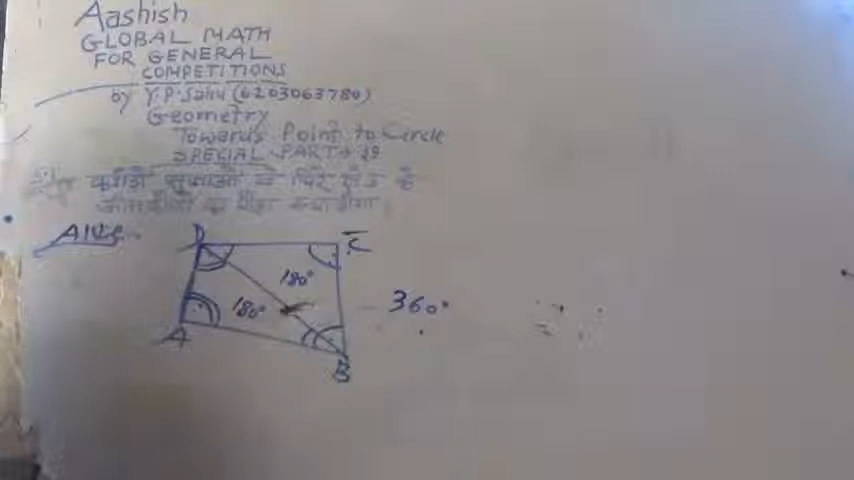 Aashish
GLOBAL MATH
FOR GENERAL
COMPETITIONS
by Y.P. Sahu (6203063780)
Geometry
Towards Point to Circle
SPECIAL PART → 29
भुजाओं से घिरे क्षेत्र के
का योग क्या होगा
Ans.
D
C
180°
180°
360°
A
B